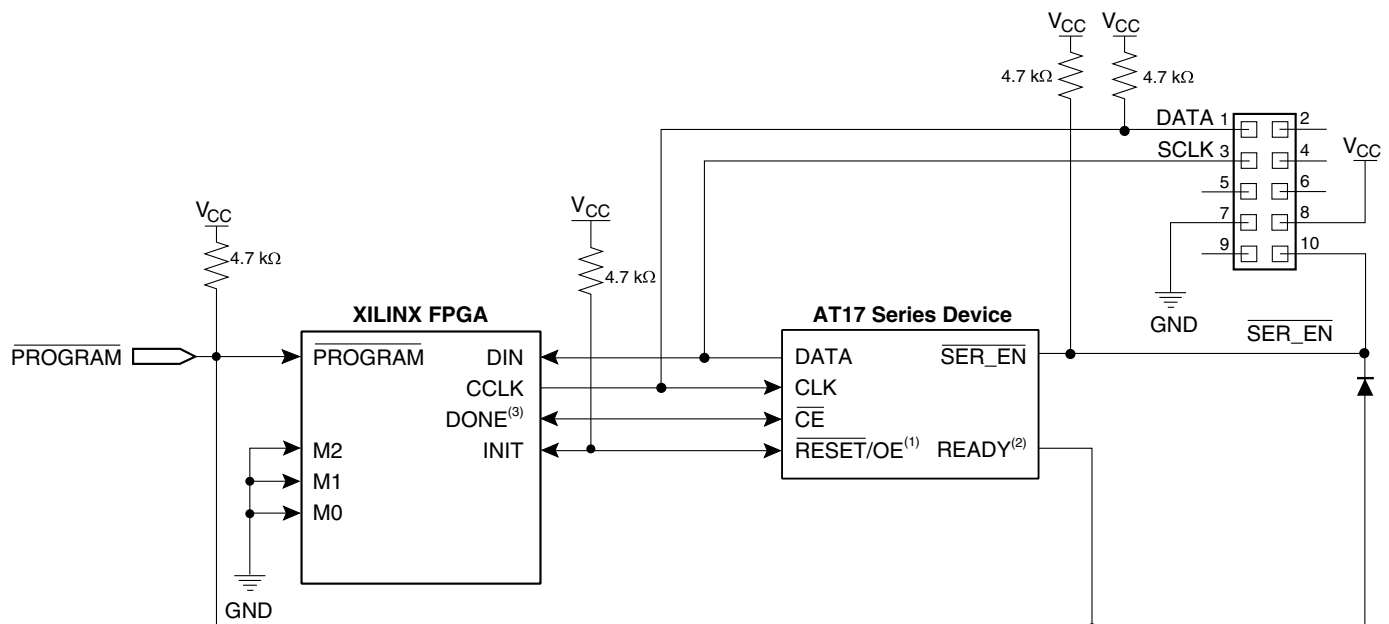 VCC
VCC
4.7 kΩ
4.7 kΩ
DATA 1
2
SCLK 3
4
VCC
5
6
7
8
9
10
VCC
4.7 kΩ
VCC
4.7 kΩ
GND
SER_EN
XILINX FPGA
AT17 Series Device
PROGRAM
PROGRAM
DIN
CCLK
DONE(3)
INIT
M2
M1
M0
GND
DATA
CLK
CE
RESET/OE(1)
SER_EN
READY(2)